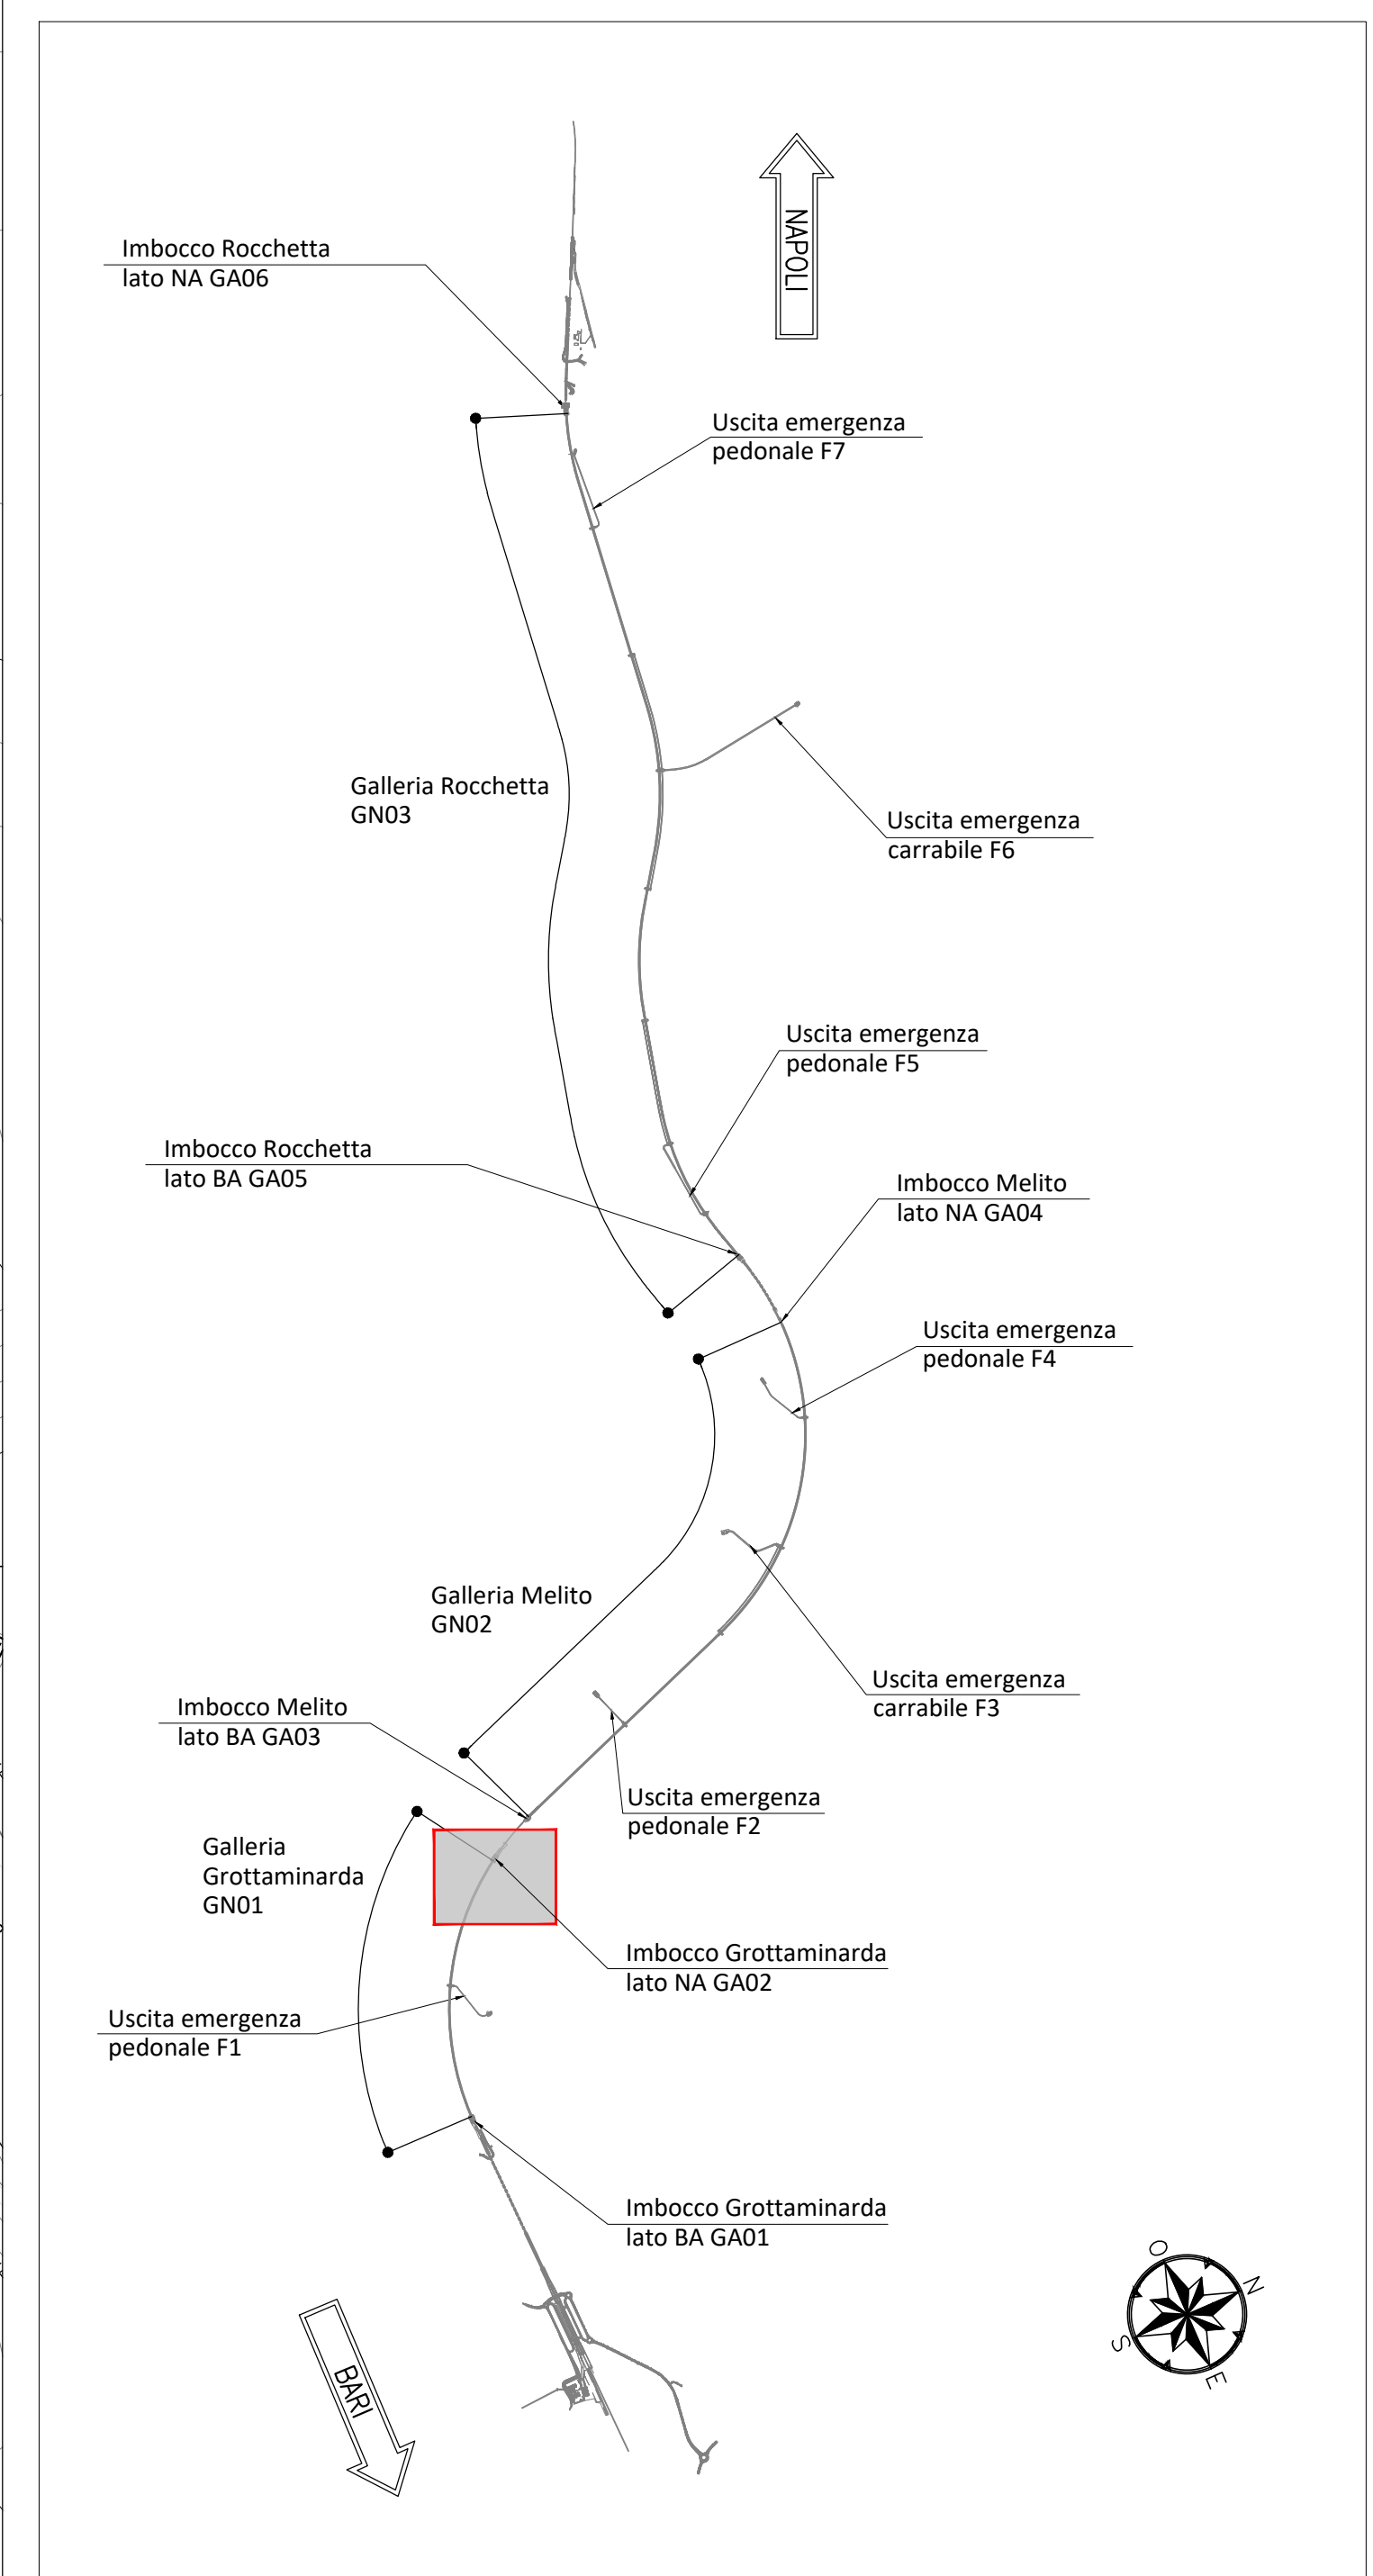 NAPOLI
Imbocco Rocchetta
lato NA GA06
Uscita emergenza
pedonale F7
Galleria Rocchetta
GN03
Uscita emergenza
carrabile F6
Uscita emergenza
pedonale F5
Imbocco Rocchetta
lato BA GA05
Imbocco Melito
lato NA GA04
Uscita emergenza
pedonale F4
Galleria Melito
GN02
Uscita emergenza
carrabile F3
Imbocco Melito
lato BA GA03
Uscita emergenza
pedonale F2
Galleria
Grottaminarda
GN01
Imbocco Grottaminarda
lato NA GA02
Uscita emergenza
pedonale F1
Imbocco Grottaminarda
lato BA GA01
O
N
S
E
BARI